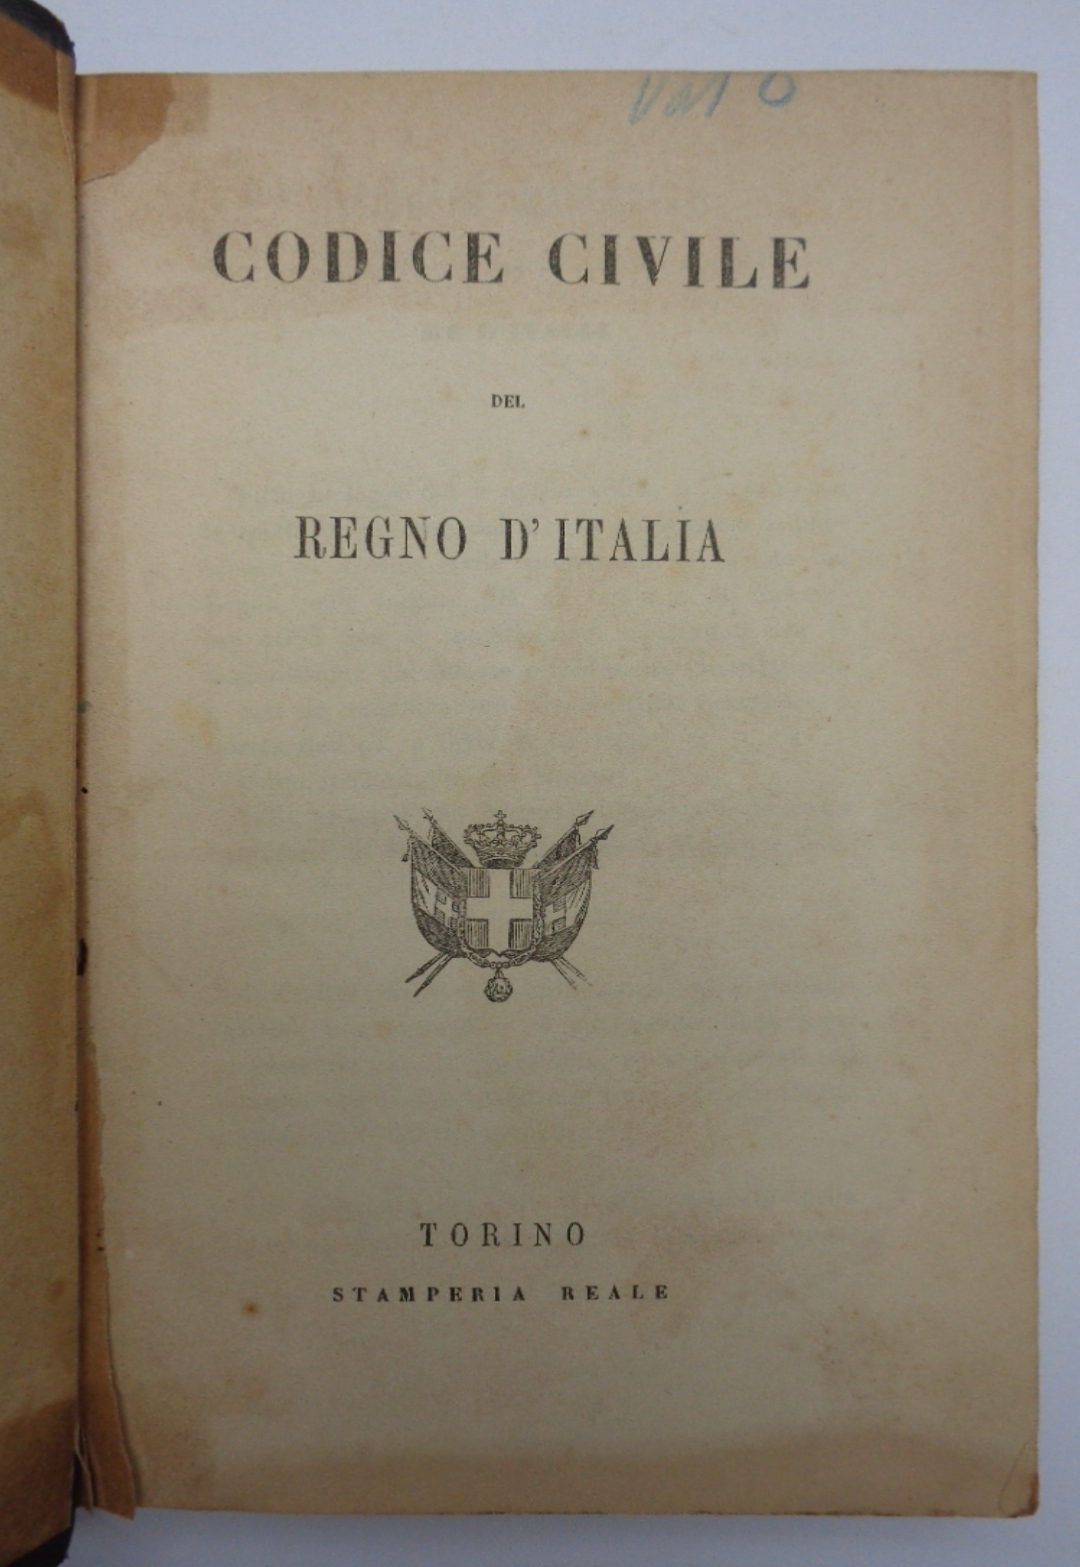 CODICE CIVILE
DEL
REGNO D'ITALIA
TORINO
STAMPERIA REALE